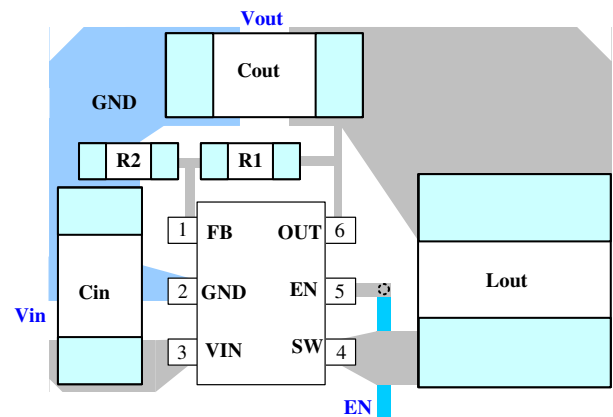 Vout
Cout
GND
R2
R1
1
FB
OUT
6
Cin
2
GND
EN
5
Lout
Vin
3
VIN
SW
4
EN